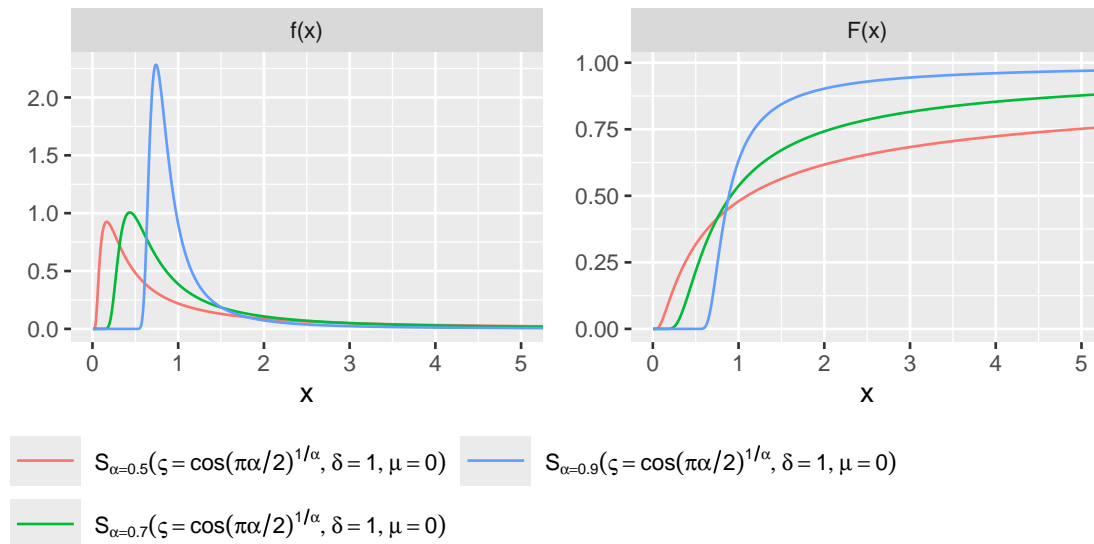 f(x)
F(x)
2.0
1.5
1.0
0.5
0.0
0 1 2 3 4 5
x
1.00
0.75
0.50
0.25
0.00
0 1 2 3 4 5
x
S_{α=0.5}(ς = cos(πα/2)^{1/α}, δ = 1, μ = 0)
S_{α=0.9}(ς = cos(πα/2)^{1/α}, δ = 1, μ = 0)
S_{α=0.7}(ς = cos(πα/2)^{1/α}, δ = 1, μ = 0)